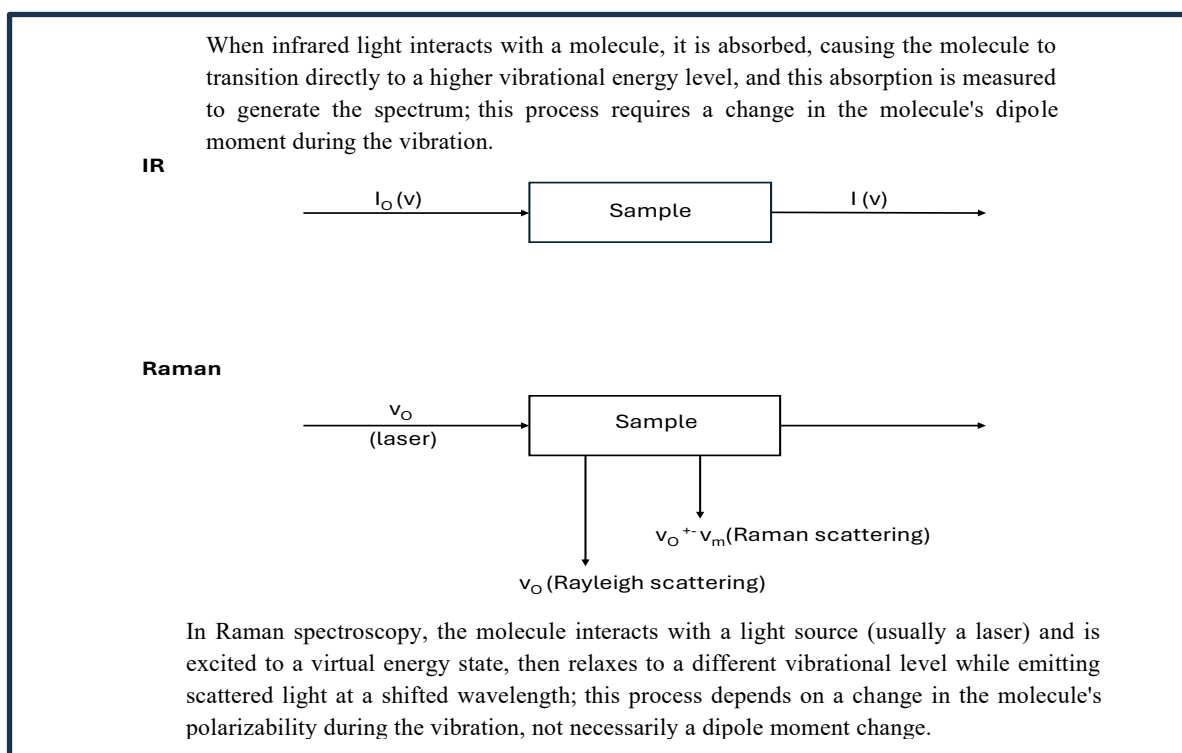 When infrared light interacts with a molecule, it is absorbed, causing the molecule to
transition directly to a higher vibrational energy level, and this absorption is measured
to generate the spectrum; this process requires a change in the molecule's dipole
moment during the vibration.
IR
I₀ (v) Sample I (v)
Raman
v₀ Sample
(laser)
v₀ +- vₘ(Raman scattering)
v₀ (Rayleigh scattering)
In Raman spectroscopy, the molecule interacts with a light source (usually a laser) and is
excited to a virtual energy state, then relaxes to a different vibrational level while emitting
scattered light at a shifted wavelength; this process depends on a change in the molecule's
polarizability during the vibration, not necessarily a dipole moment change.